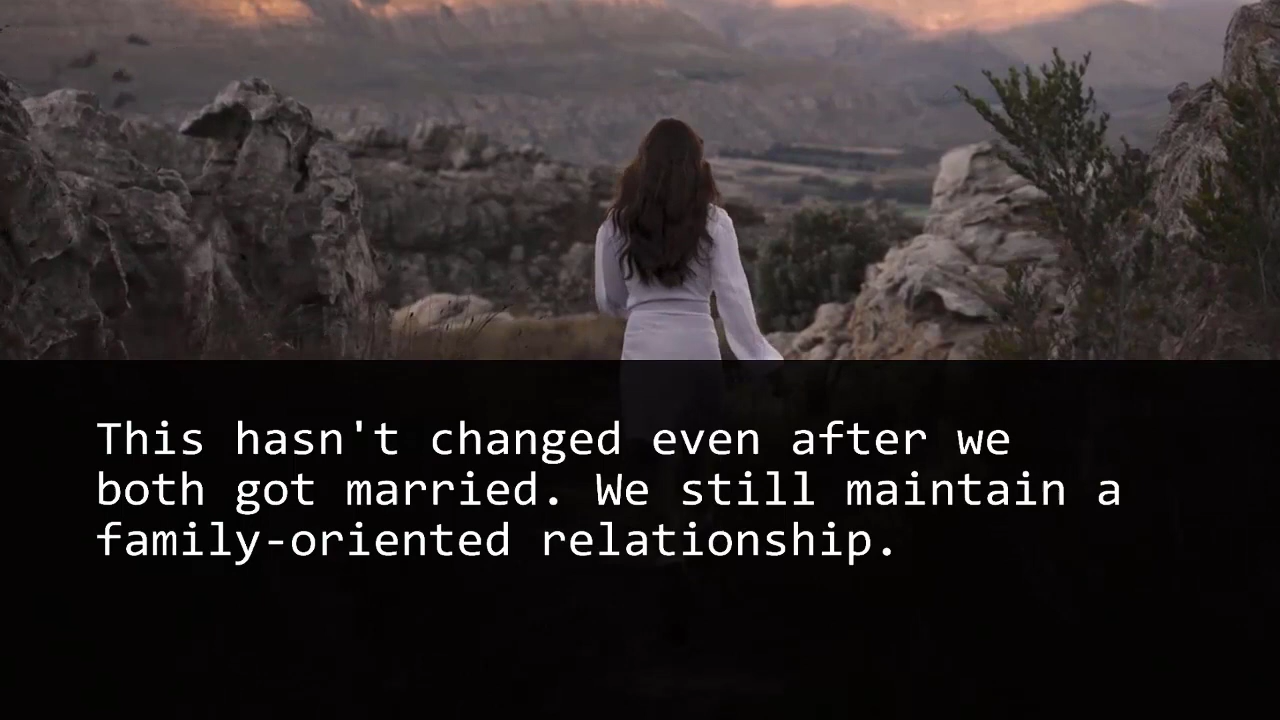 This hasn't changed even after we
both got married. We still maintain a
family-oriented relationship.